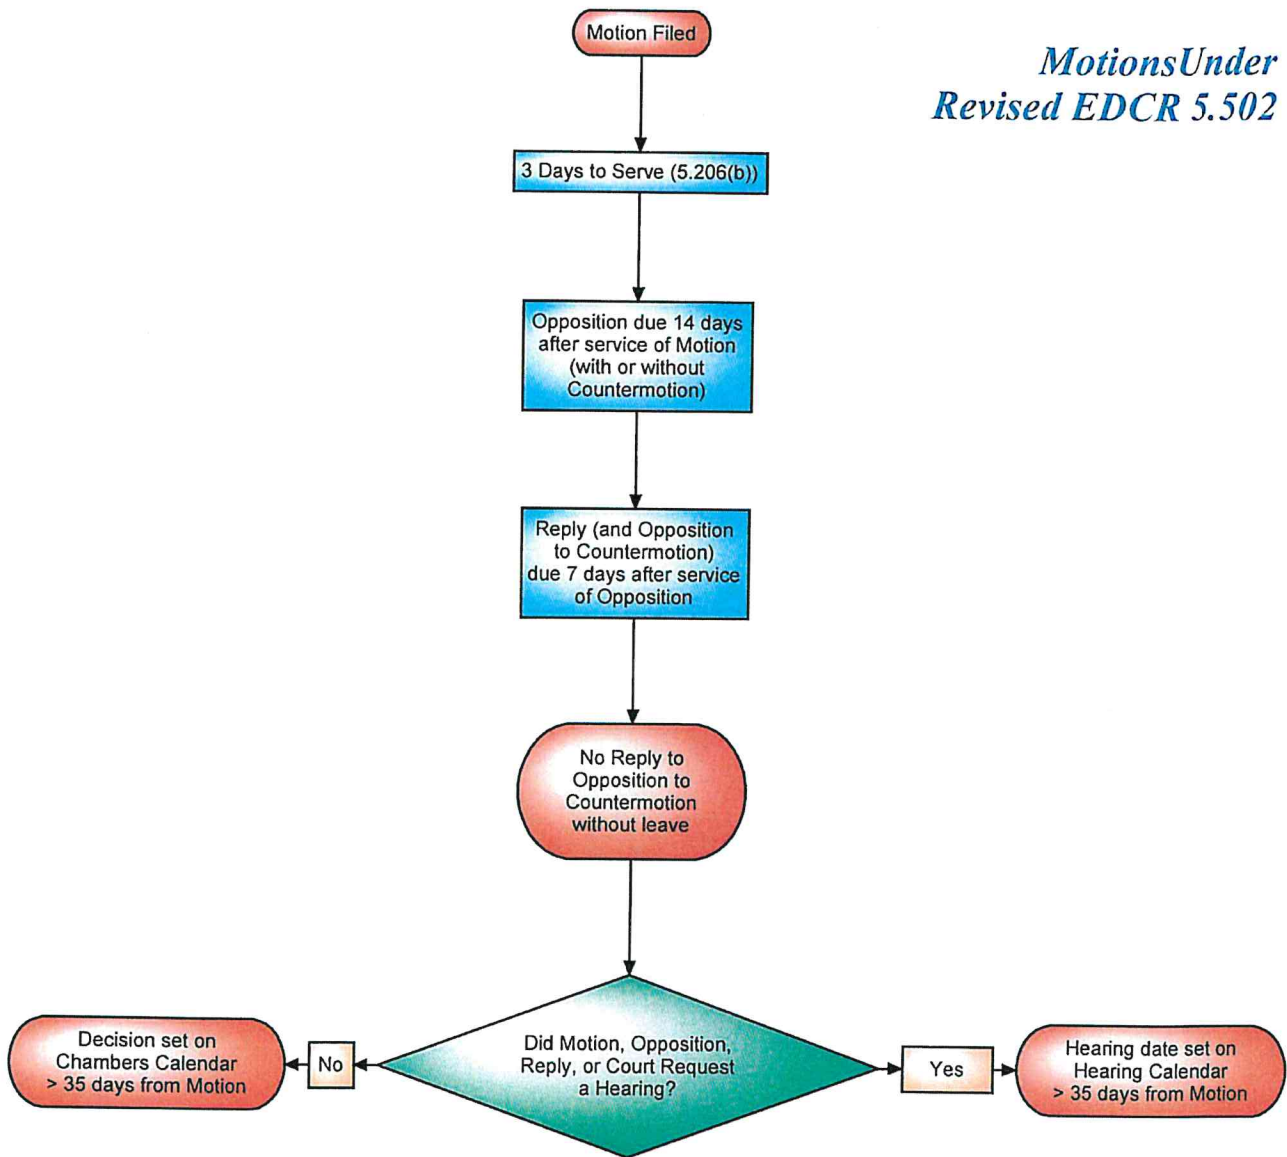 Motion Filed
MotionsUnder
Revised EDCR 5.502
3 Days to Serve (5.206(b))
Opposition due 14 days
after service of Motion
(with or without
Countermotion)
Reply (and Opposition
to Countermotion)
due 7 days after service
of Opposition
No Reply to
Opposition to
Countermotion
without leave
Did Motion, Opposition,
Reply, or Court Request
a Hearing?
No
Decision set on
Chambers Calendar
> 35 days from Motion
Yes
Hearing date set on
Hearing Calendar
> 35 days from Motion